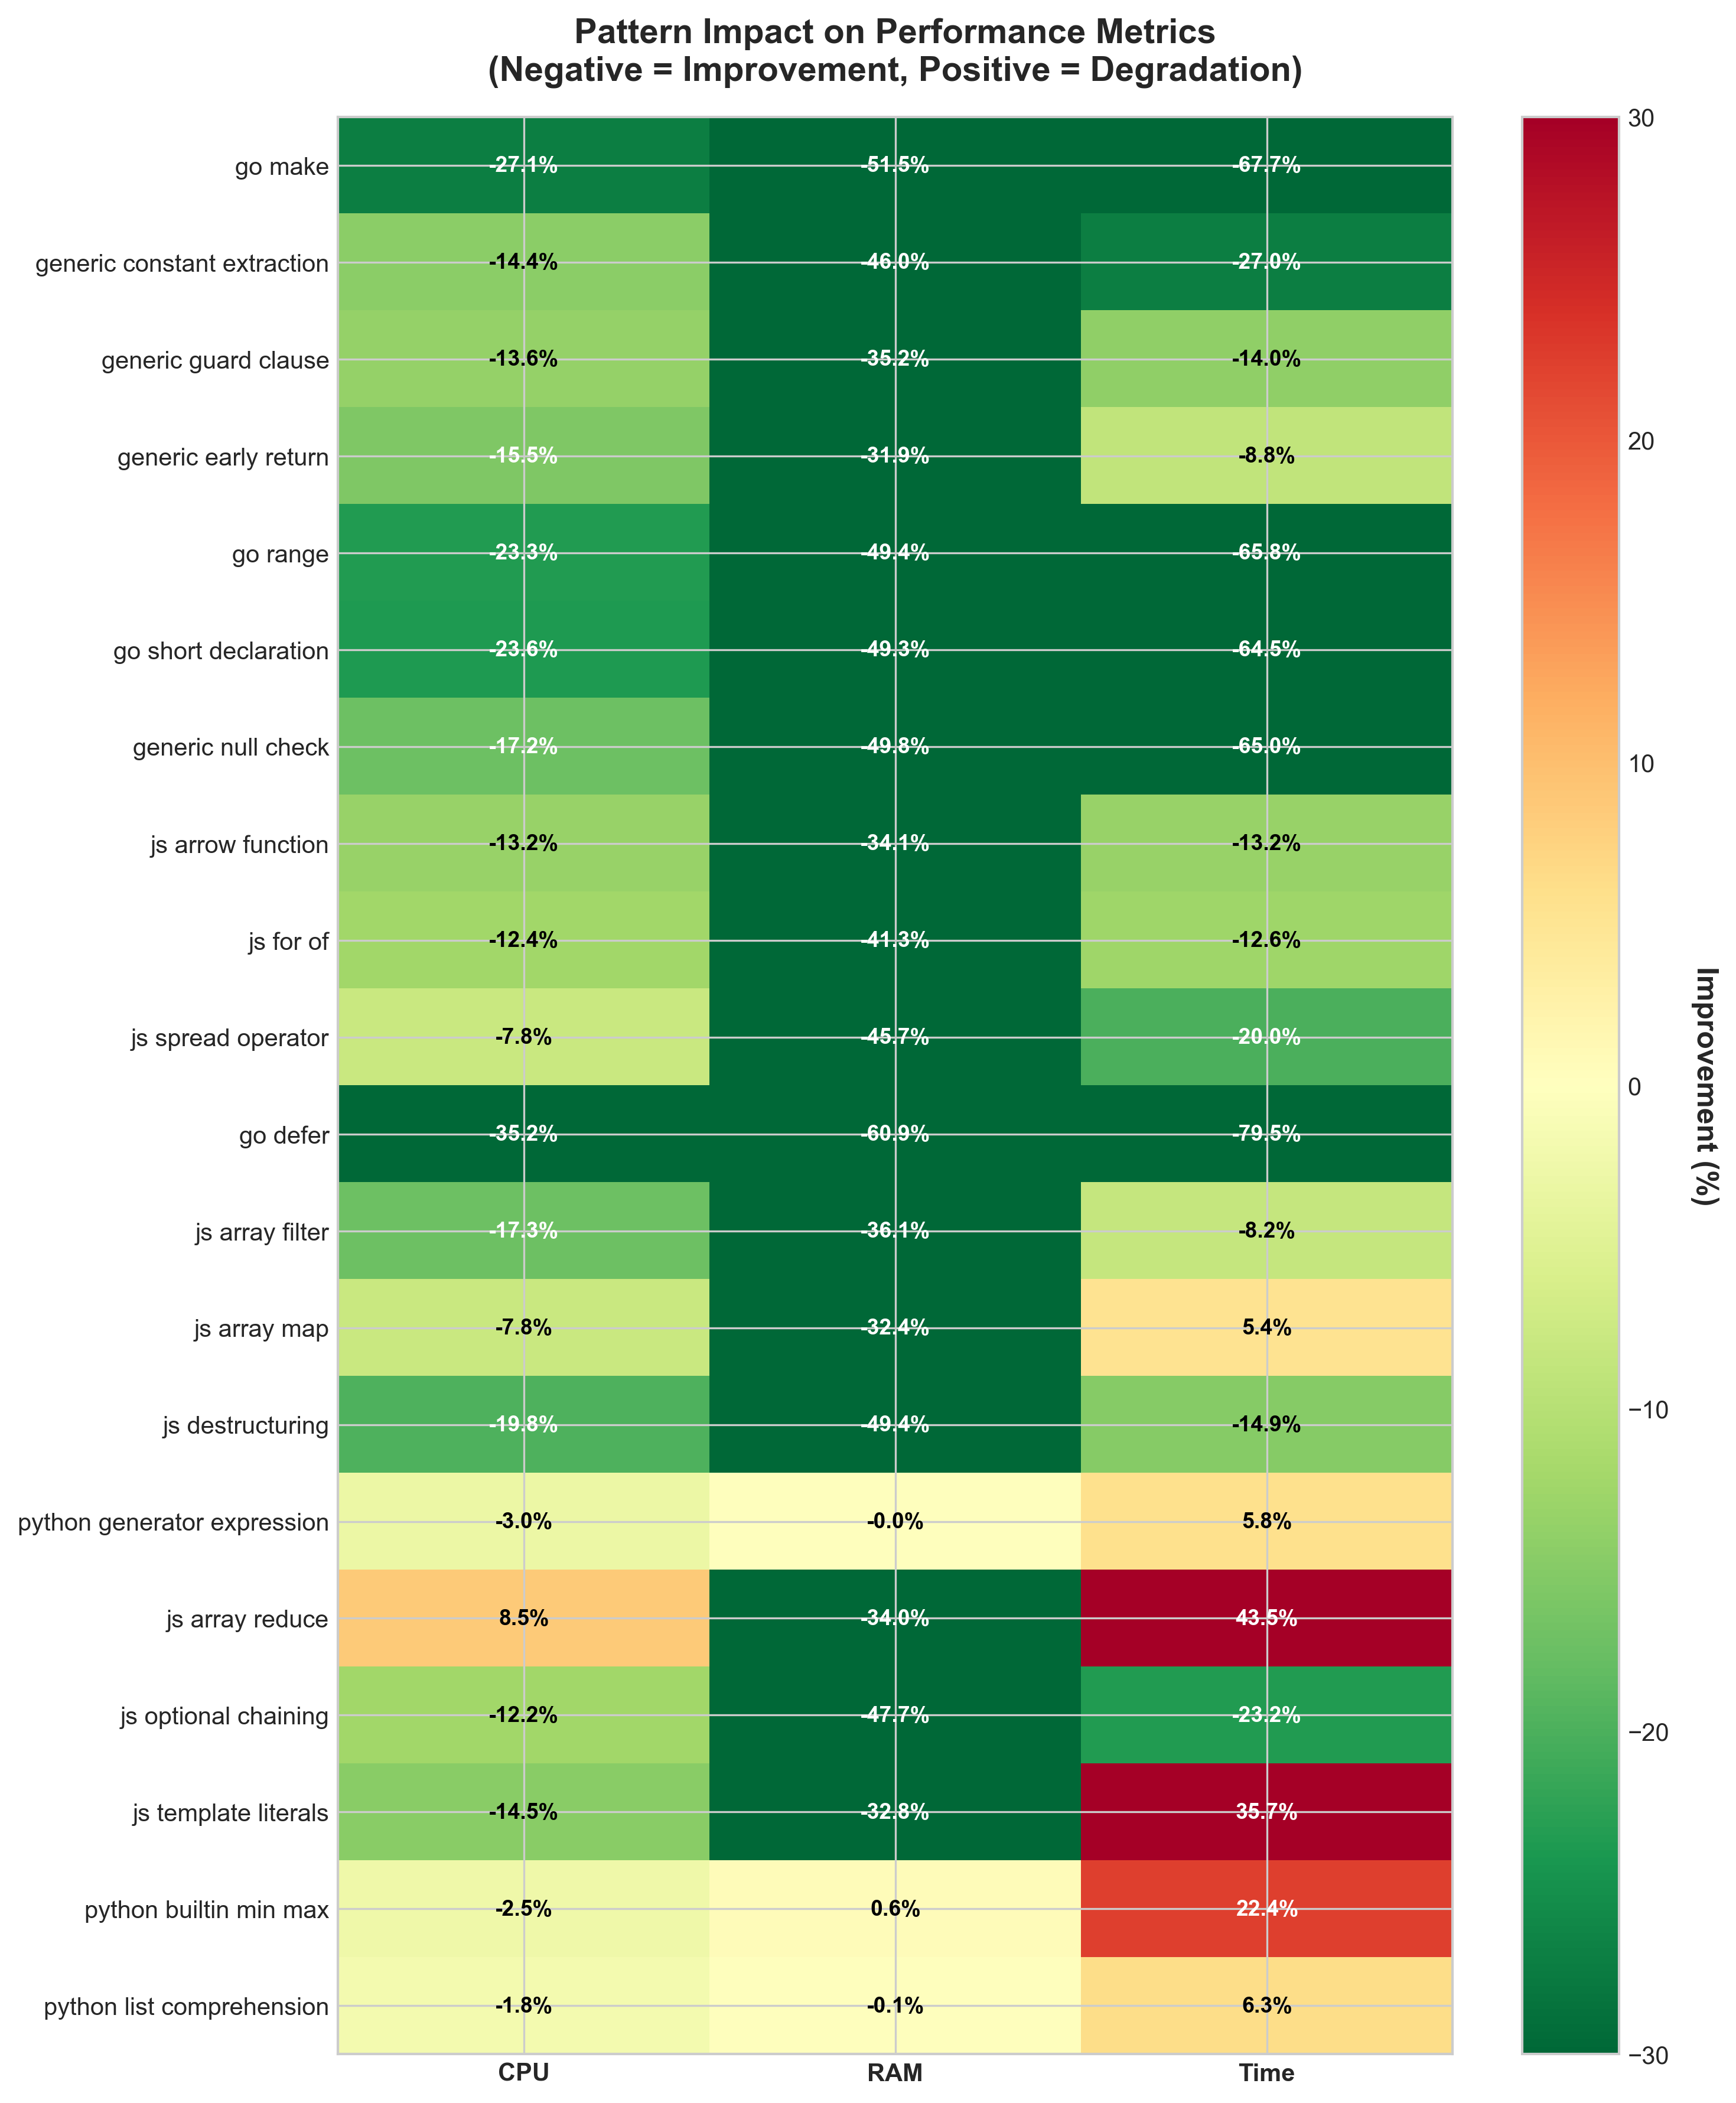 Pattern Impact on Performance Metrics
(Negative = Improvement, Positive = Degradation)
go make -27.1% -51.5% -67.7%
generic constant extraction -14.4% -46.0% -27.0%
generic guard clause -13.6% -35.2% -14.0%
generic early return -15.5% -31.9% -8.8%
go range -23.3% -49.4% -65.8%
go short declaration -23.6% -49.3% -64.5%
generic null check -17.2% -49.8% -65.0%
js arrow function -13.2% -34.1% -13.2%
js for of -12.4% -41.3% -12.6%
js spread operator -7.8% -45.7% -20.0%
go defer -35.2% -60.9% -79.5%
js array filter -17.3% -36.1% -8.2%
js array map -7.8% -32.4% 5.4%
js destructuring -19.8% -49.4% -14.9%
python generator expression -3.0% -0.0% 5.8%
js array reduce 8.5% -34.0% 43.5%
js optional chaining -12.2% -47.7% -23.2%
js template literals -14.5% -32.8% 35.7%
python builtin min max -2.5% 0.6% 22.4%
python list comprehension -1.8% -0.1% 6.3%
CPU RAM Time
30
20
10
0
−10
−20
−30
Improvement (%)